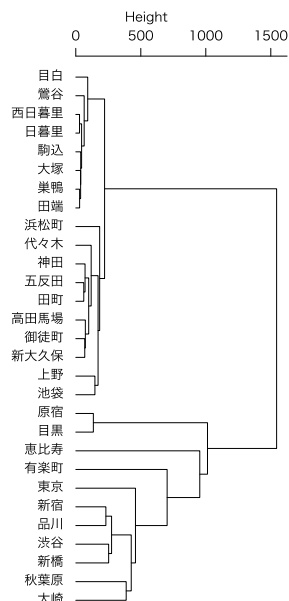 Height
0 500 1000 1500
目白
鶯谷
西日暮里
日暮里
駒込
大塚
巣鴨
田端
浜松町
代々木
神田
五反田
田町
高田馬場
御徒町
新大久保
上野
池袋
原宿
目黒
恵比寿
有楽町
東京
新宿
品川
渋谷
新橋
秋葉原
大崎